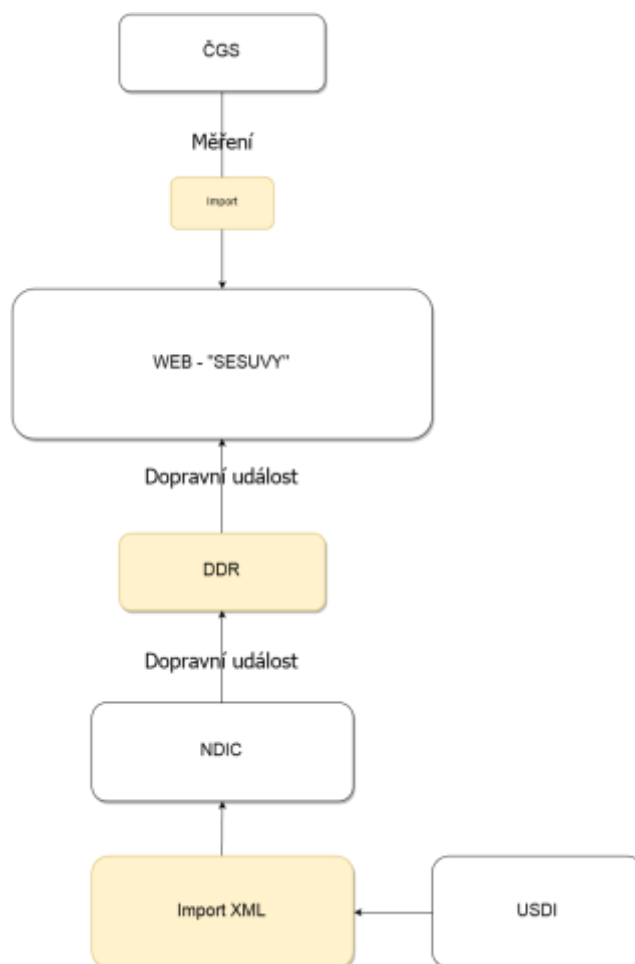 ČGS
Měření
Import
WEB - "SESUVY"
Dopravní událost
DDR
Dopravní událost
NDIC
Import XML
USDI